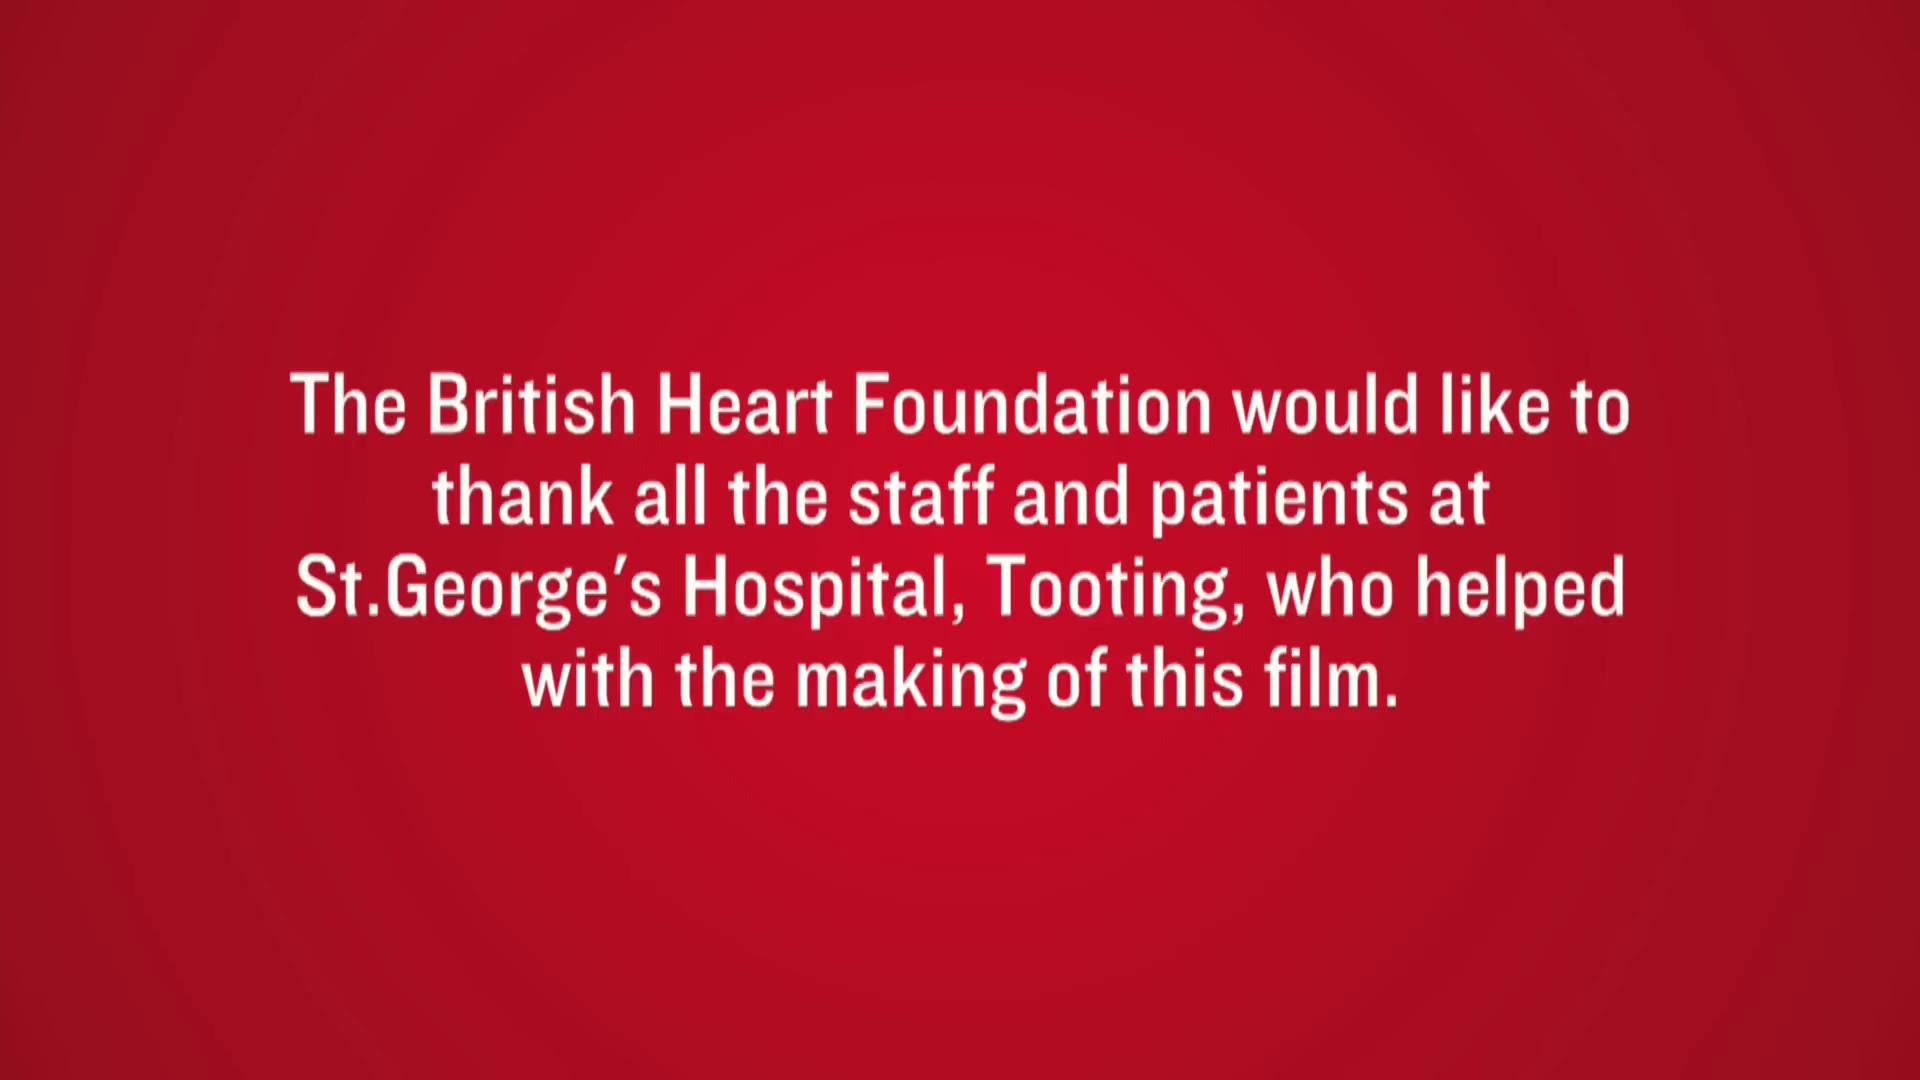 The British Heart Foundation would like to
thank all the staff and patients at
St.George's Hospital, Tooting, who helped
with the making of this film.